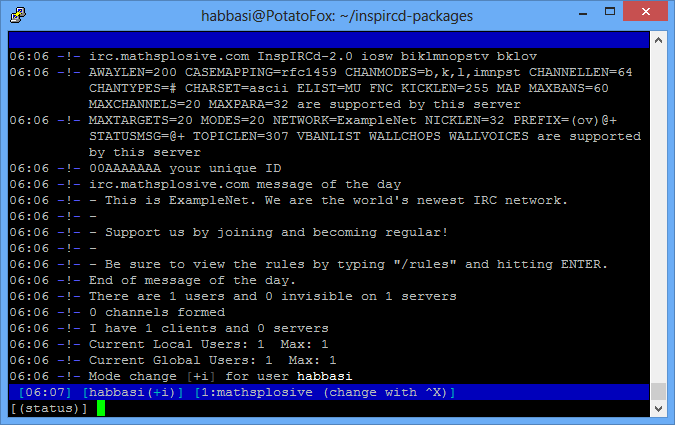 habbasi@PotatoFox: ~/inspircd-packages
06:06 -!- irc.mathsplosive.com InspIRCd-2.0 iosw biklmnopstv bklov
06:06 -!- AWAYLEN=200 CASEMAPPING=rfc1459 CHANMODES=b,k,l,imnpst CHANNELLEN=64
CHANTYPES=# CHARSET=ascii ELIST=MU FNC KICKLEN=255 MAP MAXBANS=60
MAXCHANNELS=20 MAXPARA=32 are supported by this server
06:06 -!- MAXTARGETS=20 MODES=20 NETWORK=ExampleNet NICKLEN=32 PREFIX=(ov)@+
STATUSMSG=@+ TOPICLEN=307 VBANLIST WALLCHOPS WALLVOICES are supported
by this server
06:06 -!- 00AAAAAAA your unique ID
06:06 -!- irc.mathsplosive.com message of the day
06:06 -!- - This is ExampleNet. We are the world's newest IRC network.
06:06 -!- -
06:06 -!- - Support us by joining and becoming regular!
06:06 -!- -
06:06 -!- - Be sure to view the rules by typing "/rules" and hitting ENTER.
06:06 -!- End of message of the day.
06:06 -!- There are 1 users and 0 invisible on 1 servers
06:06 -!- 0 channels formed
06:06 -!- I have 1 clients and 0 servers
06:06 -!- Current Local Users: 1  Max: 1
06:06 -!- Current Global Users: 1  Max: 1
06:06 -!- Mode change [+i] for user habbasi
[06:07] [habbasi(+i)] [1:mathsplosive (change with ^X)]
[(status)]